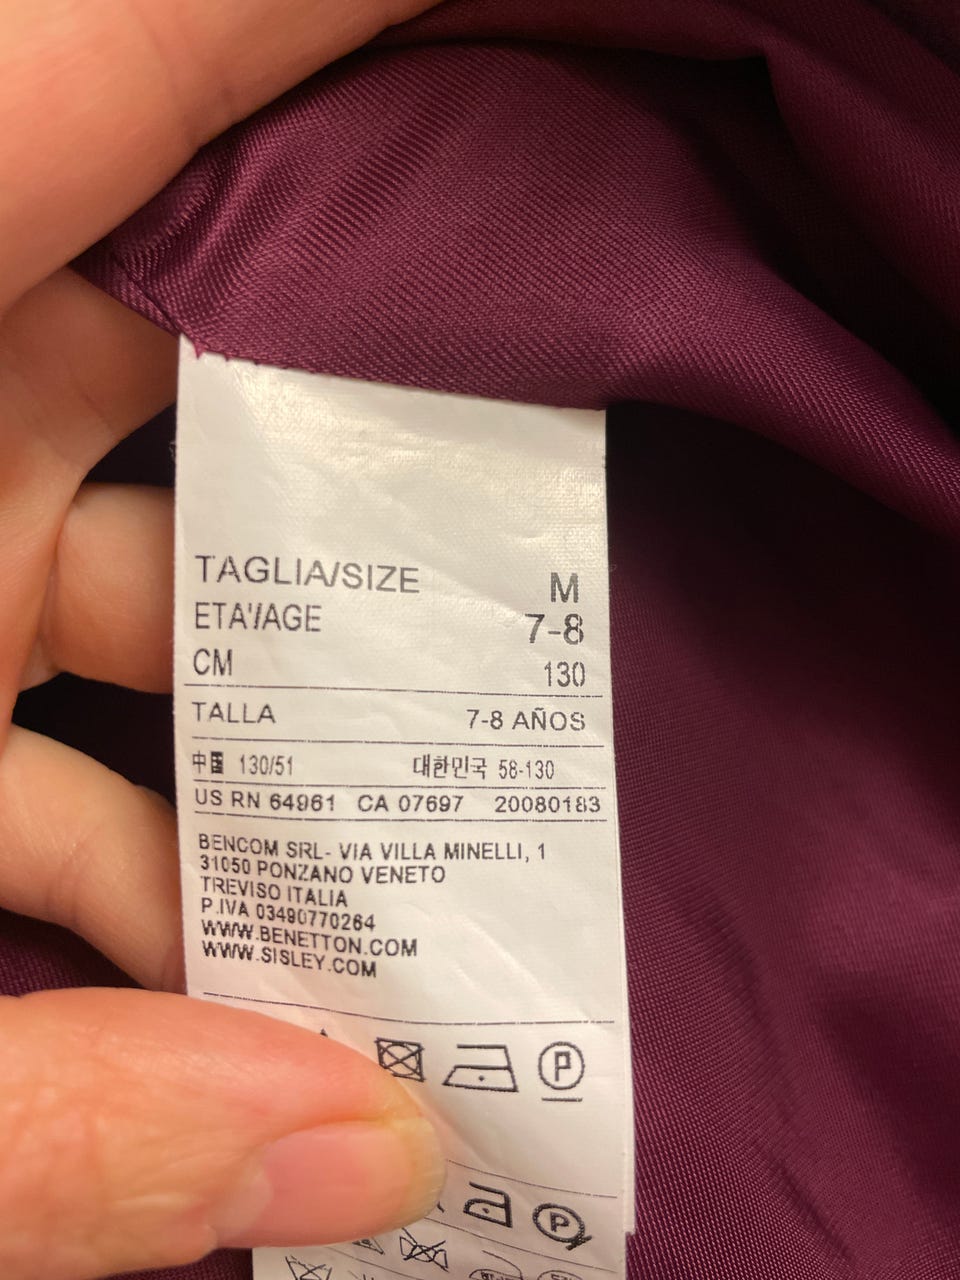 TAGLIA/SIZE M
ETA'/AGE 7-8
CM 130
TALLA 7-8 AÑOS
中国 130/51 대한민국 58-130
US RN 64961 CA 07697 20080183
BENCOM SRL- VIA VILLA MINELLI, 1
31050 PONZANO VENETO
TREVISO ITALIA
P.IVA 03490770264
WWW.BENETTON.COM
WWW.SISLEY.COM
P
P